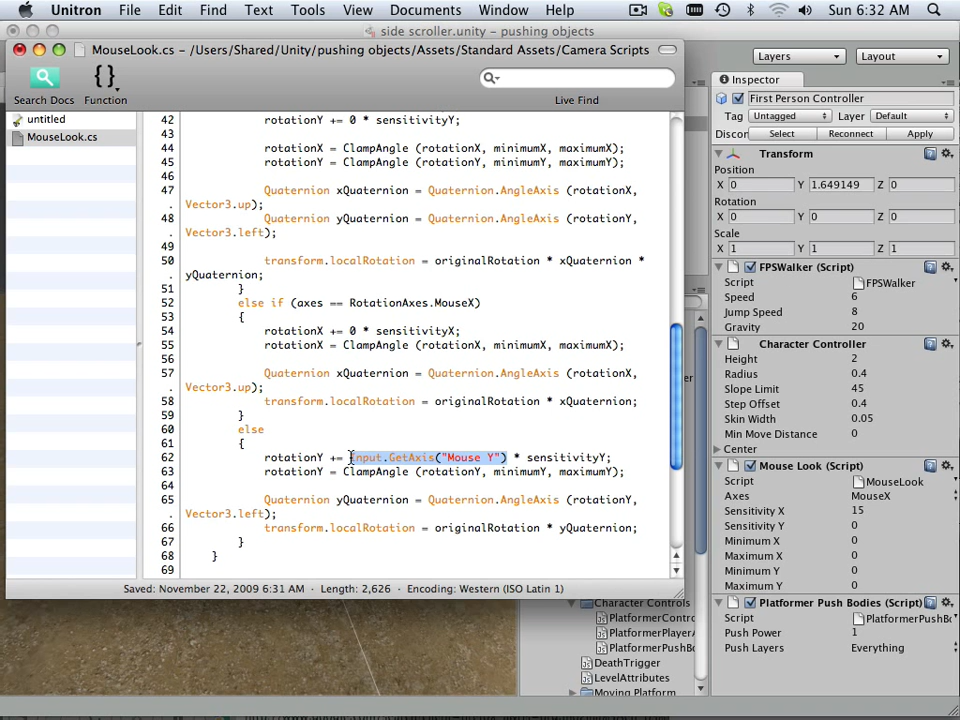 Unitron File Edit Find Text Tools View Documents Window Help Sun 6:32 AM
side scroller.unity - pushing objects
MouseLook.cs - /Users/Shared/Unity/pushing objects/Assets/Standard Assets/Camera Scripts
{}
Search Docs Function Live Find
untitled
MouseLook.cs
42 rotationY += 0 * sensitivityY;
43
44 rotationX = ClampAngle (rotationX, minimumX, maximumX);
45 rotationY = ClampAngle (rotationY, minimumY, maximumY);
46
47 Quaternion xQuaternion = Quaternion.AngleAxis (rotationX,
. Vector3.up);
48 Quaternion yQuaternion = Quaternion.AngleAxis (rotationY,
. Vector3.left);
49
50 transform.localRotation = originalRotation * xQuaternion *
. yQuaternion;
51 }
52 else if (axes == RotationAxes.MouseX)
53 {
54 rotationX += 0 * sensitivityX;
55 rotationX = ClampAngle (rotationX, minimumX, maximumX);
56
57 Quaternion xQuaternion = Quaternion.AngleAxis (rotationX,
. Vector3.up);
58 transform.localRotation = originalRotation * xQuaternion;
59 }
60 else
61 {
62 rotationY += Input.GetAxis("Mouse Y") * sensitivityY;
63 rotationY = ClampAngle (rotationY, minimumY, maximumY);
64
65 Quaternion yQuaternion = Quaternion.AngleAxis (rotationY,
. Vector3.left);
66 transform.localRotation = originalRotation * yQuaternion;
67 }
68 }
69
Saved: November 22, 2009 6:31 AM Length: 2,626 Encoding: Western (ISO Latin 1)
Layers Layout
Inspector
First Person Controller
Tag Untagged Layer Default
Discon Select Reconnect Apply
Transform
Position
X 0 Y 1.649149 Z 0
Rotation
X 0 Y 0 Z 0
Scale
X 1 Y 1 Z 1
FPSWalker (Script)
Script FPSWalker
Speed 6
Jump Speed 8
Gravity 20
Character Controller
Height 2
Radius 0.4
Slope Limit 45
Step Offset 0.4
Skin Width 0.05
Min Move Distance 0
Center
Mouse Look (Script)
Script MouseLook
Axes MouseX
Sensitivity X 15
Sensitivity Y 0
Minimum X 0
Maximum X 0
Minimum Y 0
Maximum Y 0
Platformer Push Bodies (Script)
Script PlatformerPushBo
Push Power 1
Push Layers Everything
Character Controls
PlatformerContro
PlatformerPlayerA
PlatformerPushBo
DeathTrigger
LevelAttributes
Moving Platform